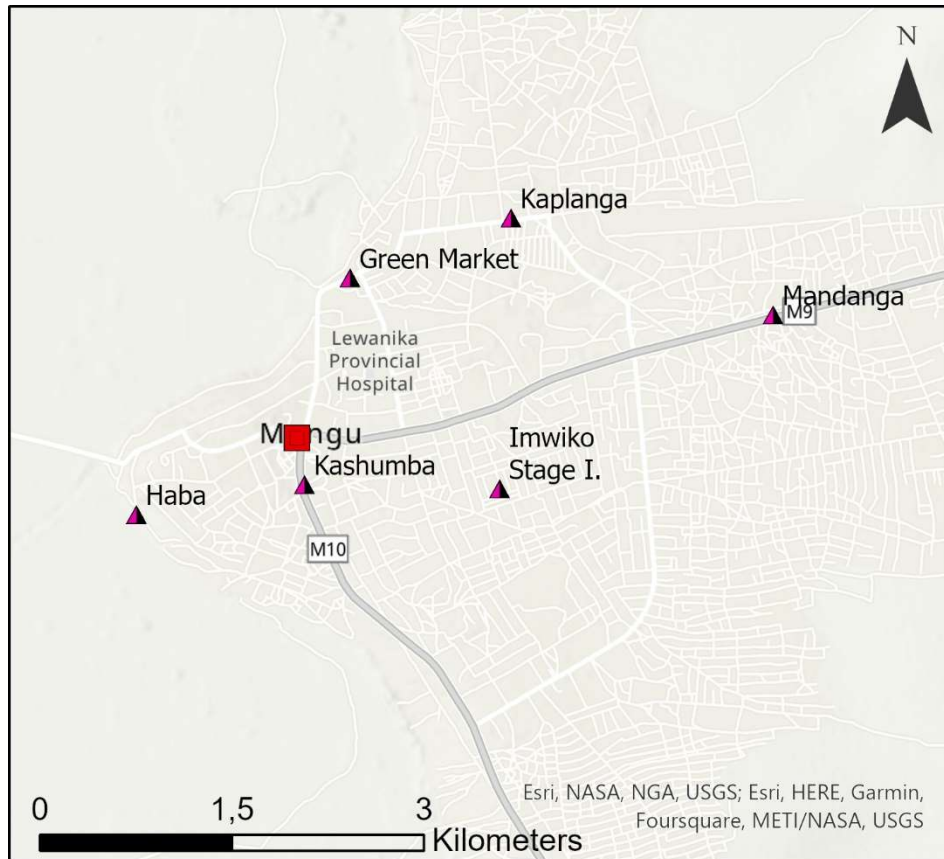 N
Kaplanga
Green Market
Mandanga
M9
Lewanika
Provincial
Hospital
Imwiko
Stage I.
Kashumba
Haba
M10
0 1,5 3
Kilometers
Esri, NASA, NGA, USGS; Esri, HERE, Garmin,
Foursquare, METI/NASA, USGS